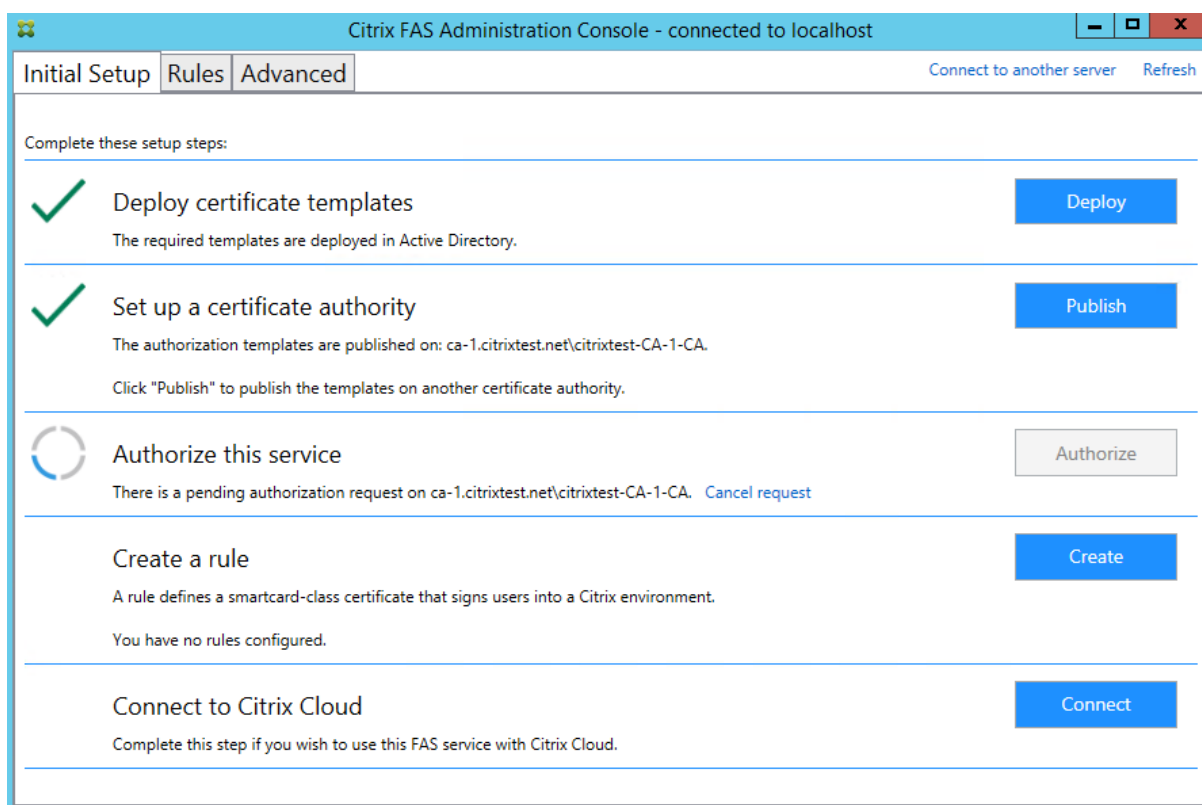 Citrix FAS Administration Console - connected to localhost
Initial Setup Rules Advanced Connect to another server Refresh
Complete these setup steps:
Deploy certificate templates
Deploy
The required templates are deployed in Active Directory.
Set up a certificate authority
Publish
The authorization templates are published on: ca-1.citrixtest.net\citrixtest-CA-1-CA.
Click "Publish" to publish the templates on another certificate authority.
Authorize this service
Authorize
There is a pending authorization request on ca-1.citrixtest.net\citrixtest-CA-1-CA. Cancel request
Create a rule
Create
A rule defines a smartcard-class certificate that signs users into a Citrix environment.
You have no rules configured.
Connect to Citrix Cloud
Connect
Complete this step if you wish to use this FAS service with Citrix Cloud.